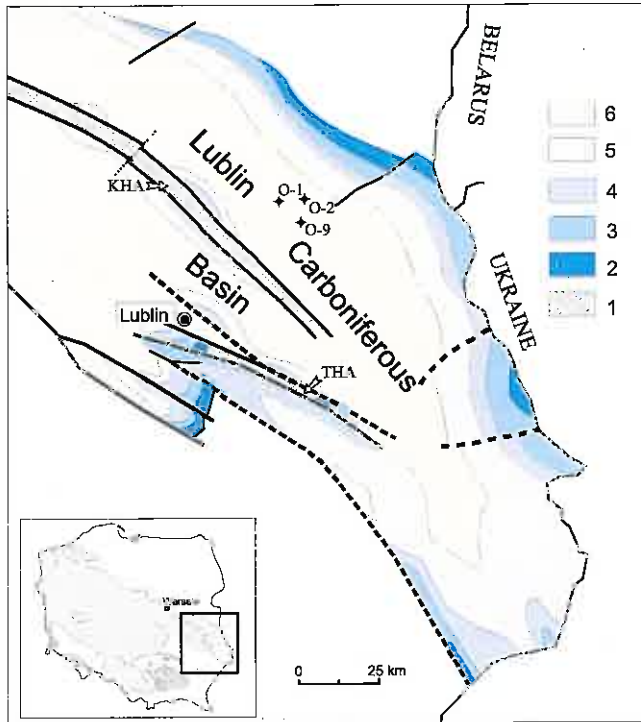 BELARUS
UKRAINE
Lublin
Carboniferous
Basin
KHA
O-1
O-2
O-9
Lublin
THA
6
5
4
3
2
1
0
25 km